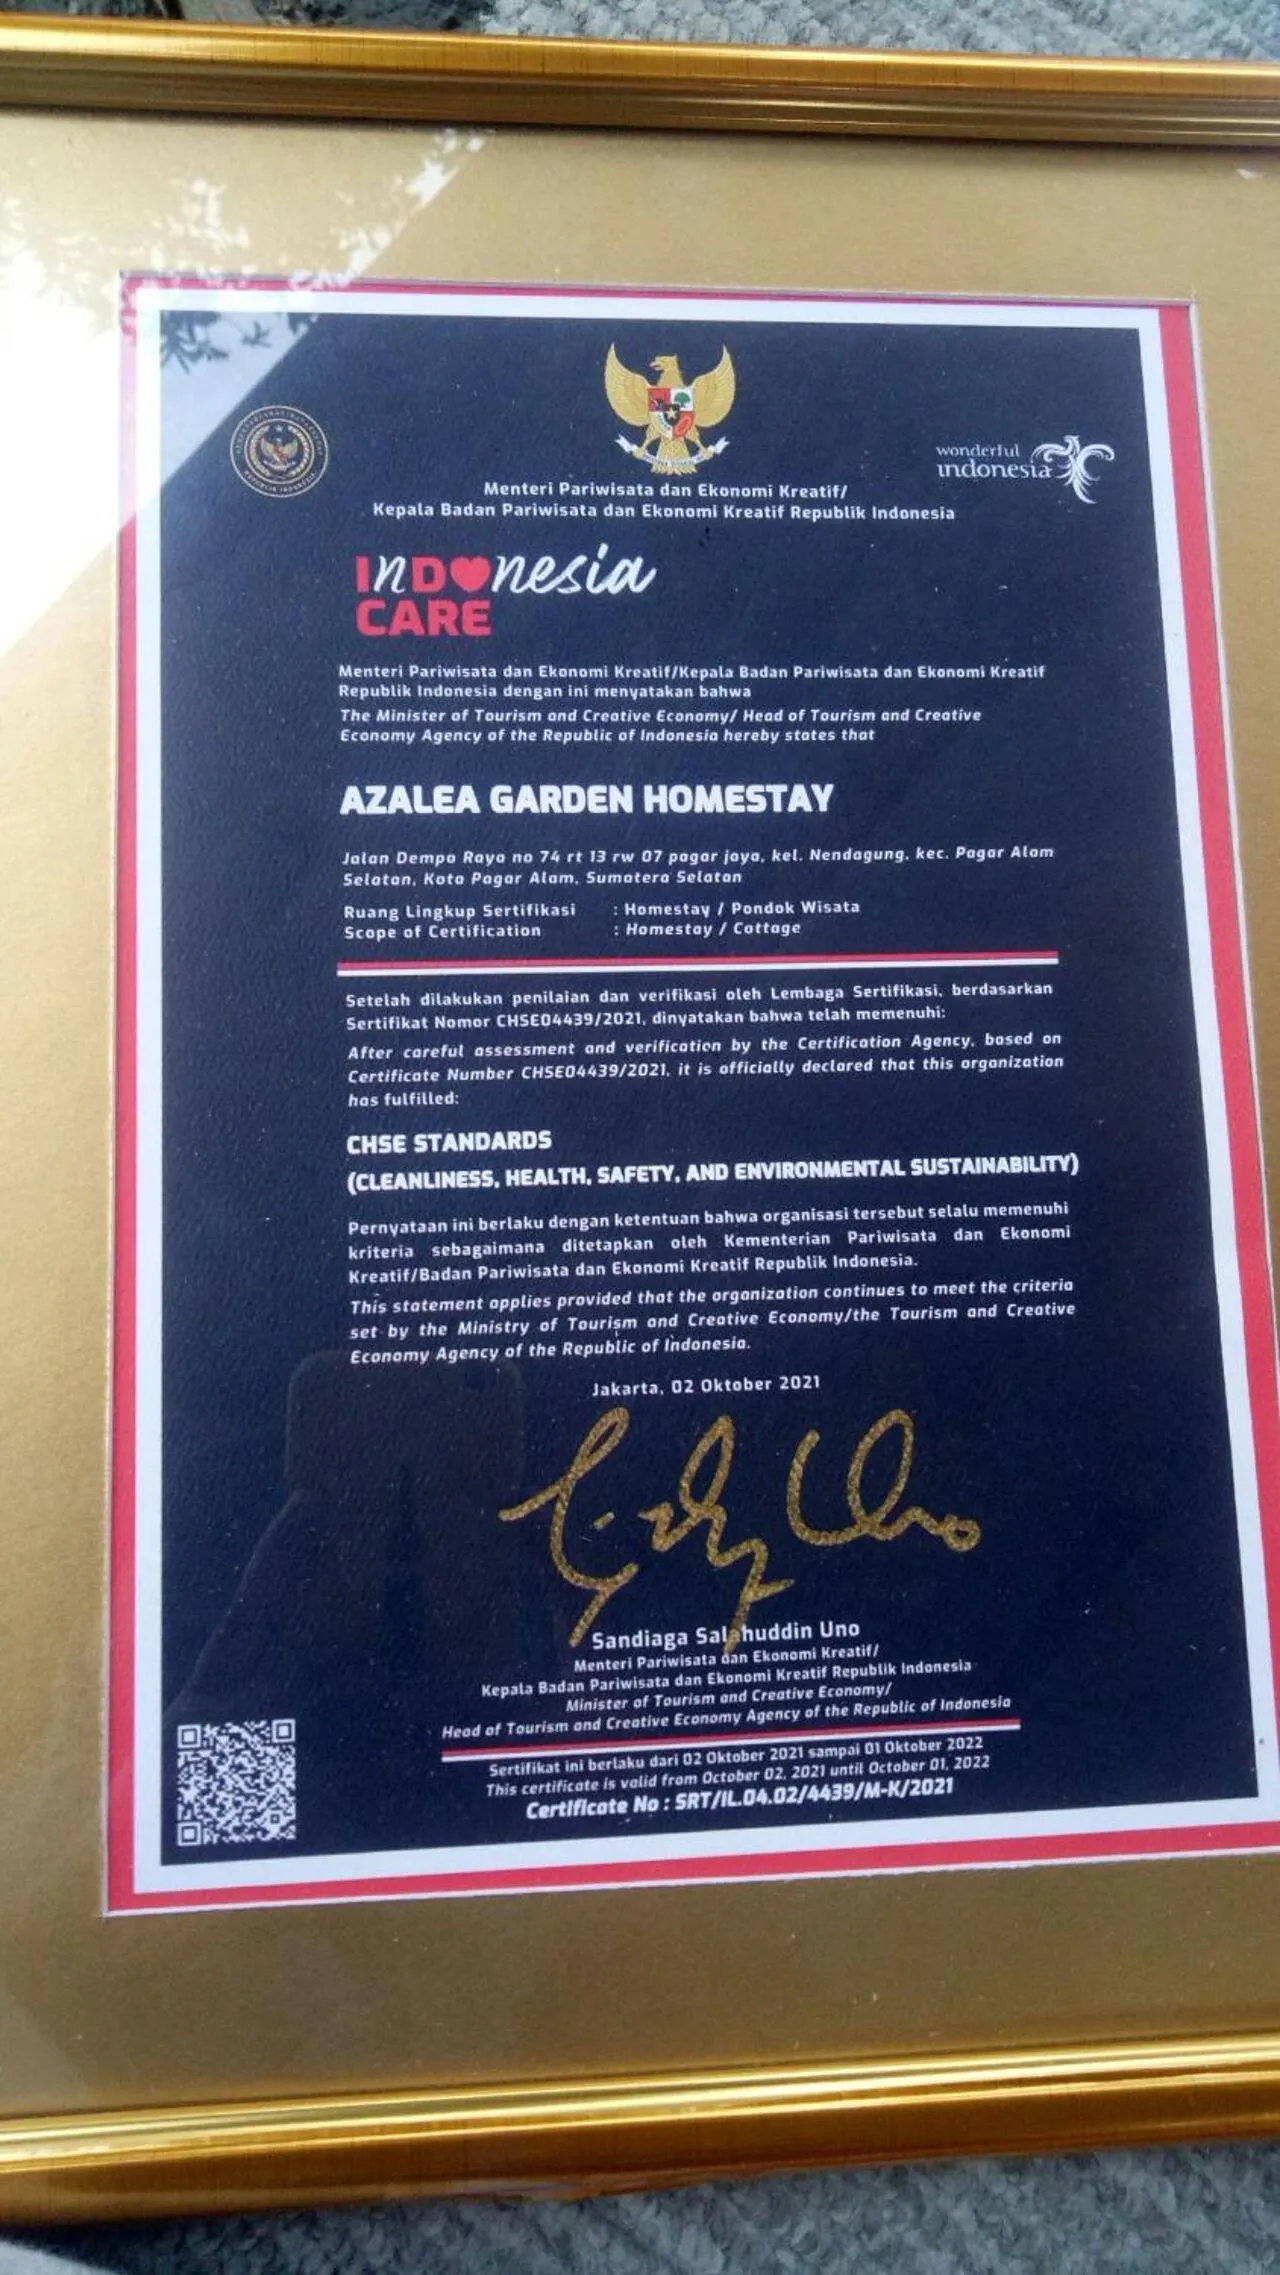 wonderful
indonesia
Menteri Pariwisata dan Ekonomi Kreatif/
Kepala Badan Pariwisata dan Ekonomi Kreatif Republik Indonesia
INDONESIA
CARE
Menteri Pariwisata dan Ekonomi Kreatif/Kepala Badan Pariwisata dan Ekonomi Kreatif
Republik Indonesia dengan ini menyatakan bahwa
The Minister of Tourism and Creative Economy/ Head of Tourism and Creative
Economy Agency of the Republic of Indonesia hereby states that
AZALEA GARDEN HOMESTAY
Jalan Dempo Raya no 74 rt 13 rw 07 pagar jaya, kel. Nendagung, kec. Pagar Alam
Selatan, Kota Pagar Alam, Sumatera Selatan
Ruang Lingkup Sertifikasi : Homestay / Pondok Wisata
Scope of Certification : Homestay / Cottage
Setelah dilakukan penilaian dan verifikasi oleh Lembaga Sertifikasi, berdasarkan
Sertifikat Nomor CHSE04439/2021, dinyatakan bahwa telah memenuhi:
After careful assessment and verification by the Certification Agency, based on
Certificate Number CHSE04439/2021, it is officially declared that this organization
has fulfilled:
CHSE STANDARDS
(CLEANLINESS, HEALTH, SAFETY, AND ENVIRONMENTAL SUSTAINABILITY)
Pernyataan ini berlaku dengan ketentuan bahwa organisasi tersebut selalu memenuhi
kriteria sebagaimana ditetapkan oleh Kementerian Pariwisata dan Ekonomi
Kreatif/Badan Pariwisata dan Ekonomi Kreatif Republik Indonesia.
This statement applies provided that the organization continues to meet the criteria
set by the Ministry of Tourism and Creative Economy/the Tourism and Creative
Economy Agency of the Republic of Indonesia.
Jakarta, 02 Oktober 2021
Sandiaga Salahuddin Uno
Menteri Pariwisata dan Ekonomi Kreatif/
Kepala Badan Pariwisata dan Ekonomi Kreatif Republik Indonesia
Minister of Tourism and Creative Economy/
Head of Tourism and Creative Economy Agency of the Republic of Indonesia
Sertifikat ini berlaku dari 02 Oktober 2021 sampai 01 Oktober 2022
This certificate is valid from October 02, 2021 until October 01, 2022
Certificate No : SRT/IL.04.02/4439/M-K/2021